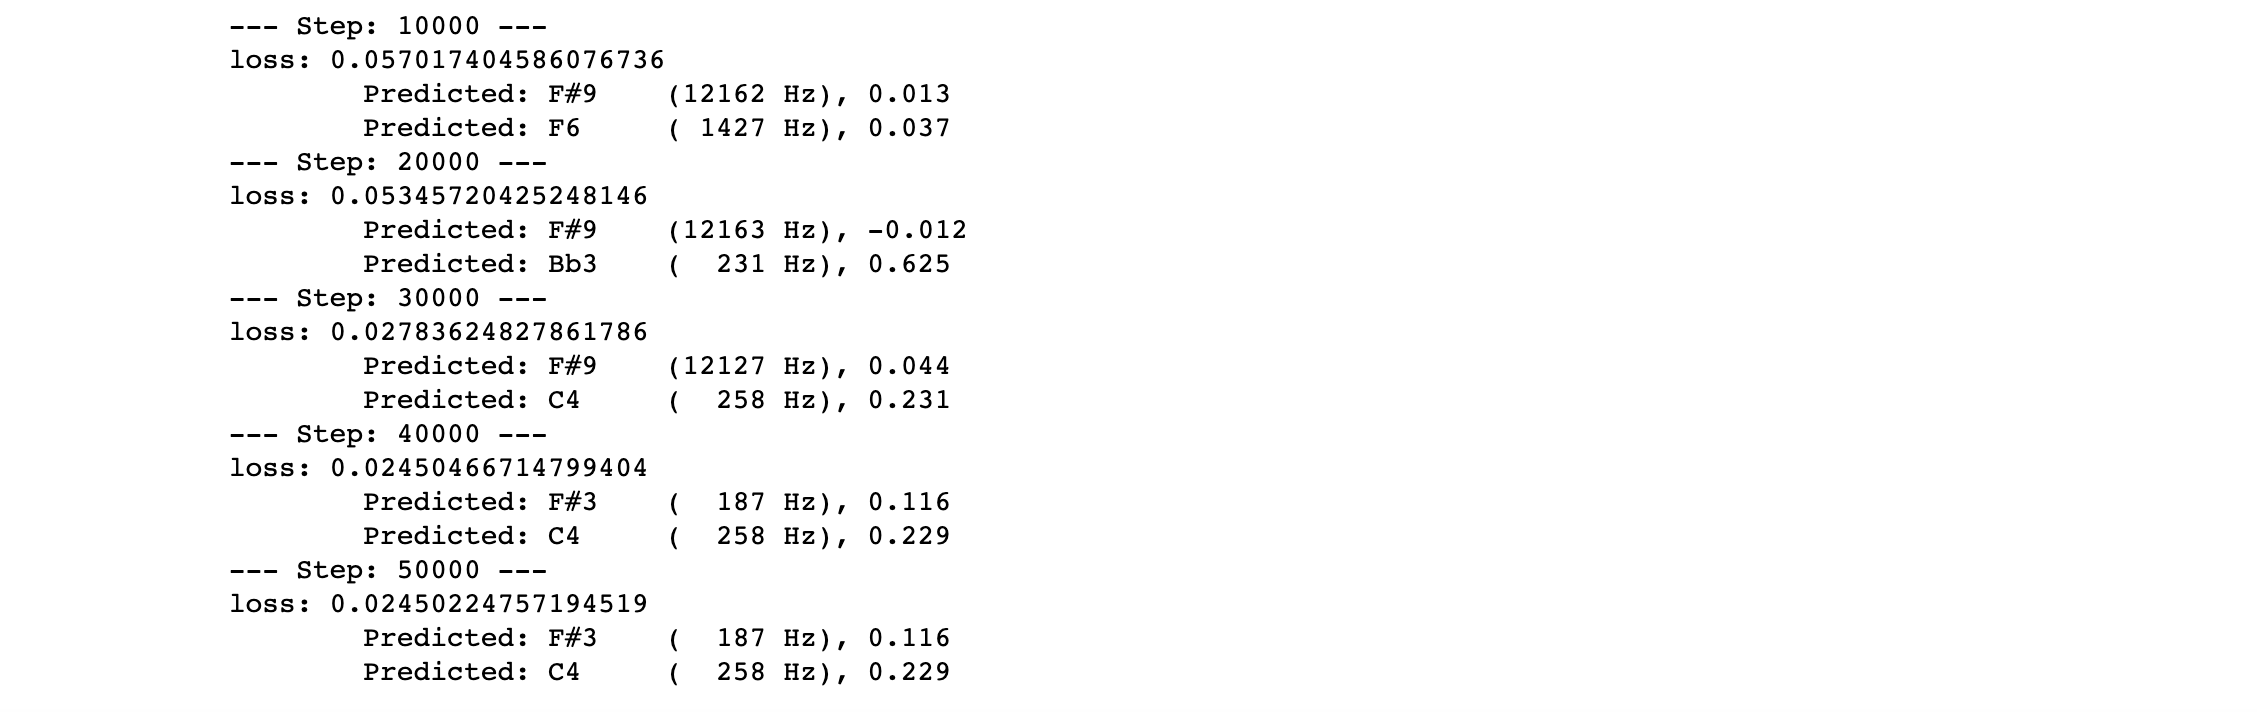 --- Step: 10000 ---
loss: 0.057017404586076736
        Predicted: F#9    (12162 Hz), 0.013
        Predicted: F6     ( 1427 Hz), 0.037
--- Step: 20000 ---
loss: 0.05345720425248146
        Predicted: F#9    (12163 Hz), -0.012
        Predicted: Bb3    (  231 Hz), 0.625
--- Step: 30000 ---
loss: 0.02783624827861786
        Predicted: F#9    (12127 Hz), 0.044
        Predicted: C4     (  258 Hz), 0.231
--- Step: 40000 ---
loss: 0.02450466714799404
        Predicted: F#3    (  187 Hz), 0.116
        Predicted: C4     (  258 Hz), 0.229
--- Step: 50000 ---
loss: 0.02450224757194519
        Predicted: F#3    (  187 Hz), 0.116
        Predicted: C4     (  258 Hz), 0.229